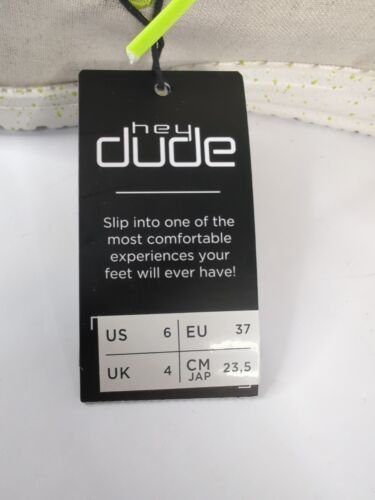 hey
dude
Slip into one of the
most comfortable
experiences your
feet will ever have!
US 6 EU 37
UK 4 CM JAP 23,5